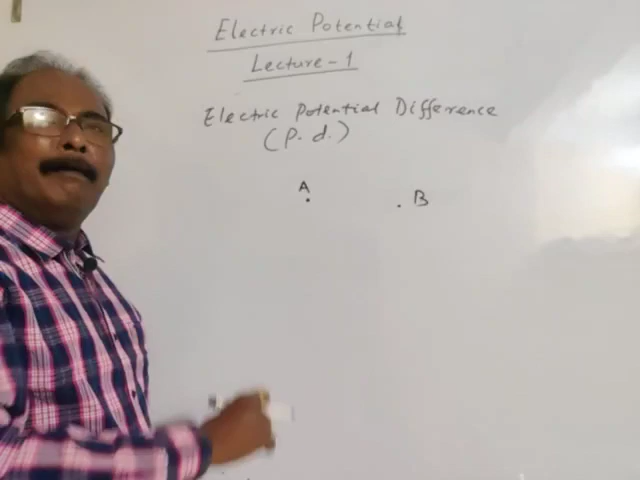 Electric Potential
Lecture-1
Electric Potential Difference
(P.d.)
A
B